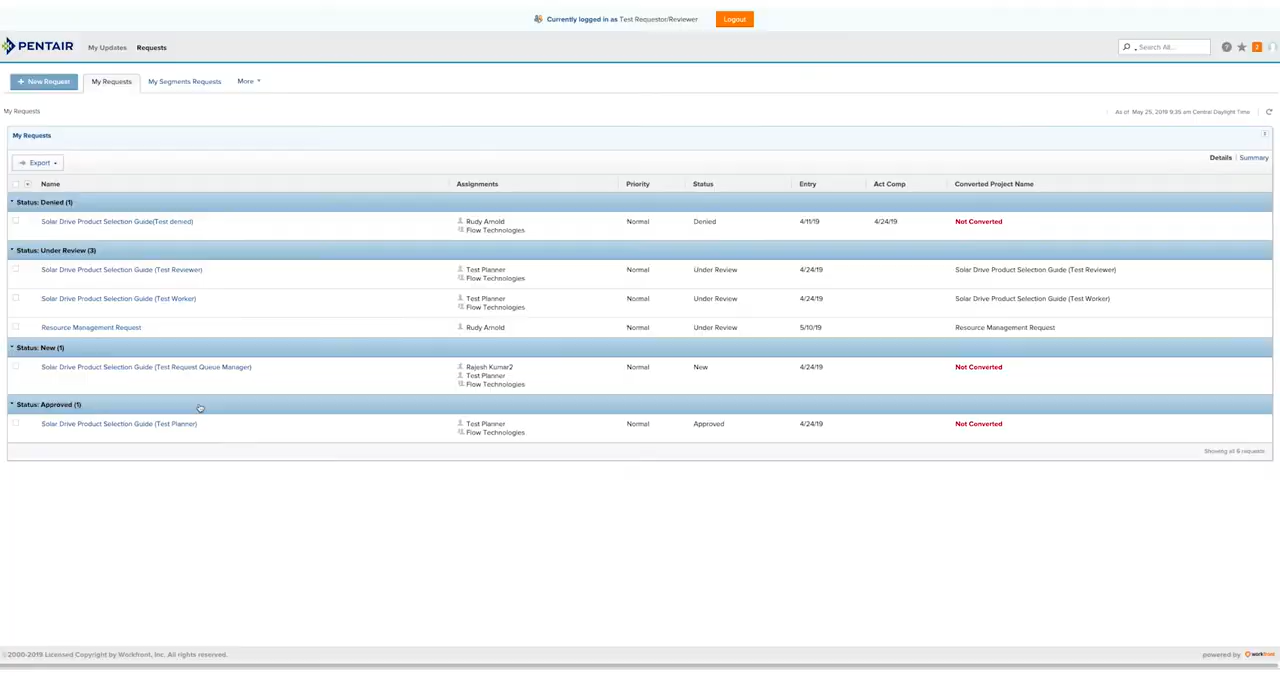 Currently logged in as Test Requestor/Reviewer Logout
PENTAIR My Updates Requests Search All... ? 2
+ New Request My Requests My Segments Requests More
My Requests As of May 25, 2019 9:35 am Central Daylight Time
My Requests
Export Details Summary
Name Assignments Priority Status Entry Act Comp Converted Project Name
Status: Denied (1)
Solar Drive Product Selection Guide(Test denied) Rudy Arnold Normal Denied 4/11/19 4/24/19 Not Converted
Flow Technologies
Status: Under Review (3)
Solar Drive Product Selection Guide (Test Reviewer) Test Planner Normal Under Review 4/24/19 Solar Drive Product Selection Guide (Test Reviewer)
Flow Technologies
Solar Drive Product Selection Guide (Test Worker) Test Planner Normal Under Review 4/24/19 Solar Drive Product Selection Guide (Test Worker)
Flow Technologies
Resource Management Request Rudy Arnold Normal Under Review 5/10/19 Resource Management Request
Status: New (1)
Solar Drive Product Selection Guide (Test Request Queue Manager) Rajesh Kumar2 Normal New 4/24/19 Not Converted
Test Planner
Flow Technologies
Status: Approved (1)
Solar Drive Product Selection Guide (Test Planner) Test Planner Normal Approved 4/24/19 Not Converted
Flow Technologies
Showing all 6 requests
©2000-2019 Licensed Copyright by Workfront, Inc. All rights reserved. powered by workfront